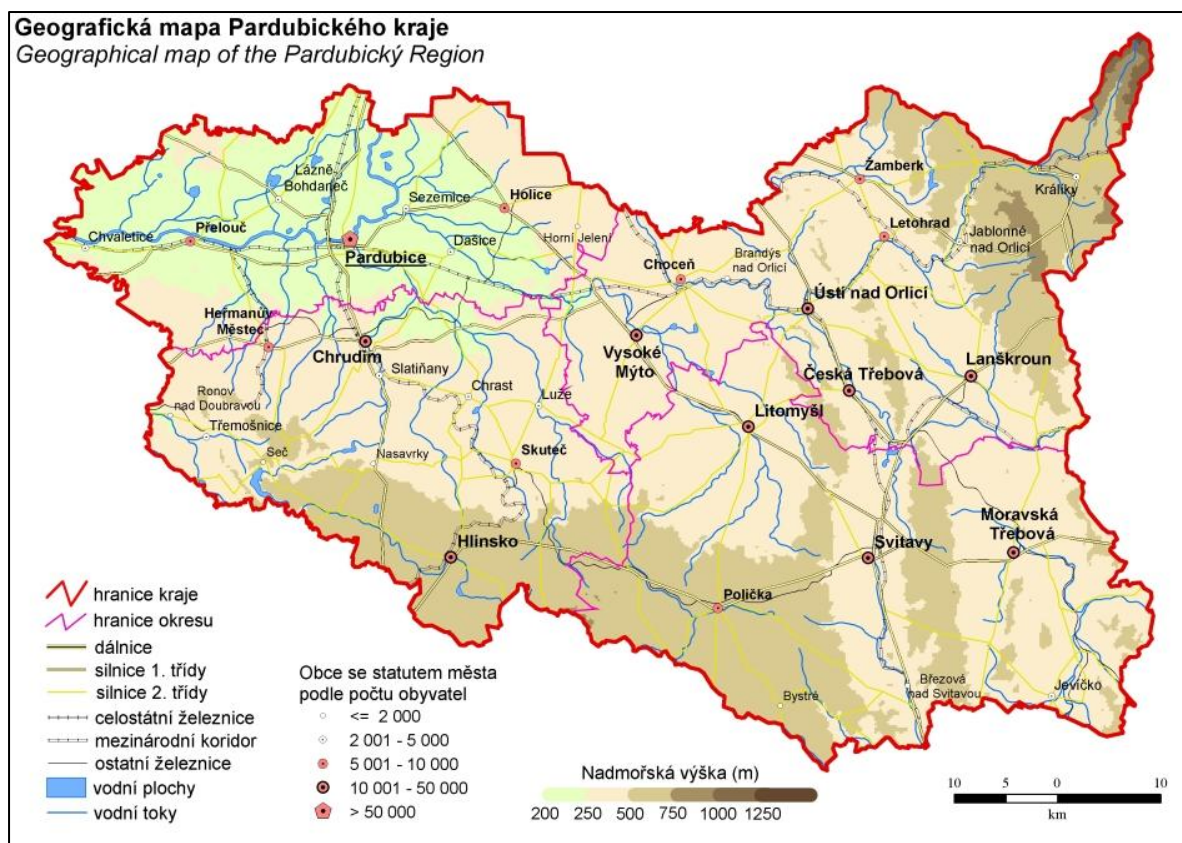 Geografická mapa Pardubického kraje
Geographical map of the Pardubický Region
Lázně
Bohdaneč
Sezemice
Holice
Žamberk
Králíky
Chvaletice
Přelouč
Pardubice
Dašice
Horní Jelení
Choceň
Brandýs
nad Orlicí
Letohrad
Jablonné
nad Orlicí
Ústí nad Orlicí
Heřmanův
Městec
Chrudim
Slatiňany
Vysoké
Mýto
Lanškroun
Česká Třebová
Ronov
nad Doubravou
Chrast
Luže
Litomyšl
Třemošnice
Seč
Nasavrky
Skuteč
Hlinsko
Svitavy
Moravská
Třebová
Polička
Bystré
Březová
nad Svitavou
Jevíčko
hranice kraje
hranice okresu
dálnice
silnice 1. třídy
silnice 2. třídy
celostátní železnice
mezinárodní koridor
ostatní železnice
vodní plochy
vodní toky
Obce se statutem města
podle počtu obyvatel
<= 2 000
2 001 - 5 000
5 001 - 10 000
10 001 - 50 000
> 50 000
Nadmořská výška (m)
200 250 500 750 1000 1250
10 5 0 10
km